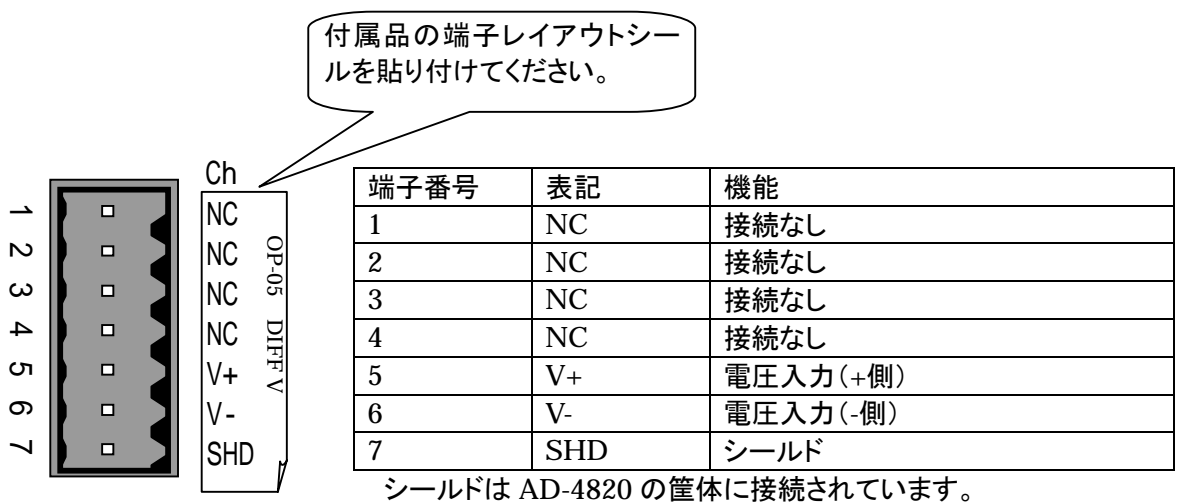 付属品の端子レイアウトシー
ルを貼り付けてください。
Ch
1
2
3
4
5
6
7
NC
NC
NC
NC
V+
V-
SHD
OP-05 DIFF V
端子番号 表記 機能
1 NC 接続なし
2 NC 接続なし
3 NC 接続なし
4 NC 接続なし
5 V+ 電圧入力(+側)
6 V- 電圧入力(-側)
7 SHD シールド
シールドは AD-4820 の筐体に接続されています。